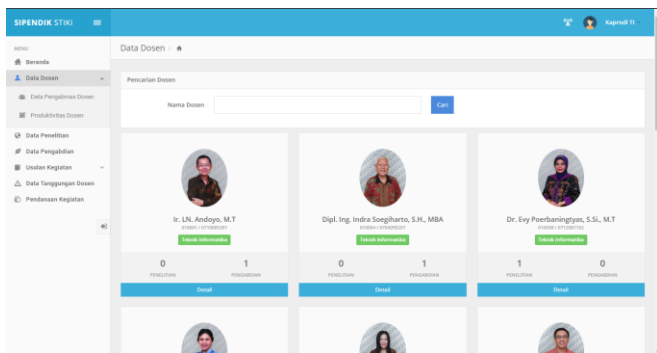 SIPENDIK STIKI
Kaprodi TI
MENU
Beranda
Data Dosen
Data Pengabmas Dosen
Produktivitas Dosen
Data Penelitian
Data Pengabdian
Usulan Kegiatan
Data Tanggungan Dosen
Pendanaan Kegiatan
Data Dosen /
Pencarian Dosen
Nama Dosen
Cari
Ir. LN. Andoyo, M.T
Teknik Informatika
0 1
PENELITIAN PENGABDIAN
Detail
Dipl. Ing. Indra Soegiharto, S.H., MBA
Teknik Informatika
0 1
PENELITIAN PENGABDIAN
Detail
Dr. Evy Poerbaningtyas, S.Si., M.T
Teknik Informatika
1 0
PENELITIAN PENGABDIAN
Detail